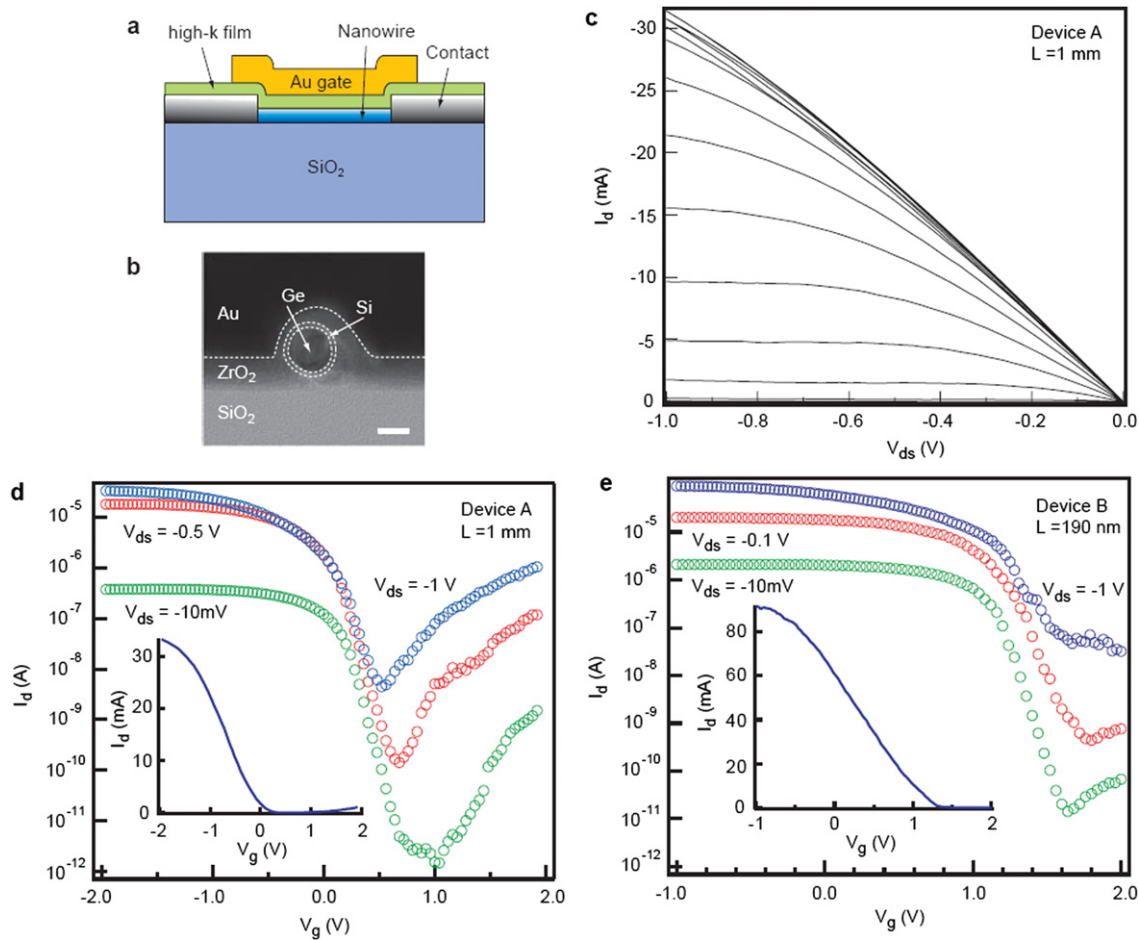 a
high-k film
Nanowire
Contact
Au gate
SiO2
b
Ge
Si
Au
ZrO2
SiO2
c
Device A
L =1 mm
Id (mA)
-30
-25
-20
-15
-10
-5
0
-1.0
-0.8
-0.6
-0.4
-0.2
0.0
Vds (V)
d
Device A
L =1 mm
Vds = -0.5 V
Vds = -1 V
Vds = -10mV
Id (A)
10-5
10-6
10-7
10-8
10-9
10-10
10-11
10-12
-2.0
-1.0
0.0
1.0
2.0
Vg (V)
Id (mA)
30
20
10
0
-2
-1
0
1
2
Vg (V)
e
Device B
L =190 nm
Vds = -0.1 V
Vds = -1 V
Vds = -10mV
Id (A)
10-5
10-6
10-7
10-8
10-9
10-10
10-11
10-12
-1.0
0.0
1.0
2.0
Vg (V)
Id (mA)
80
60
40
20
0
-1
0
1
2
Vg (V)